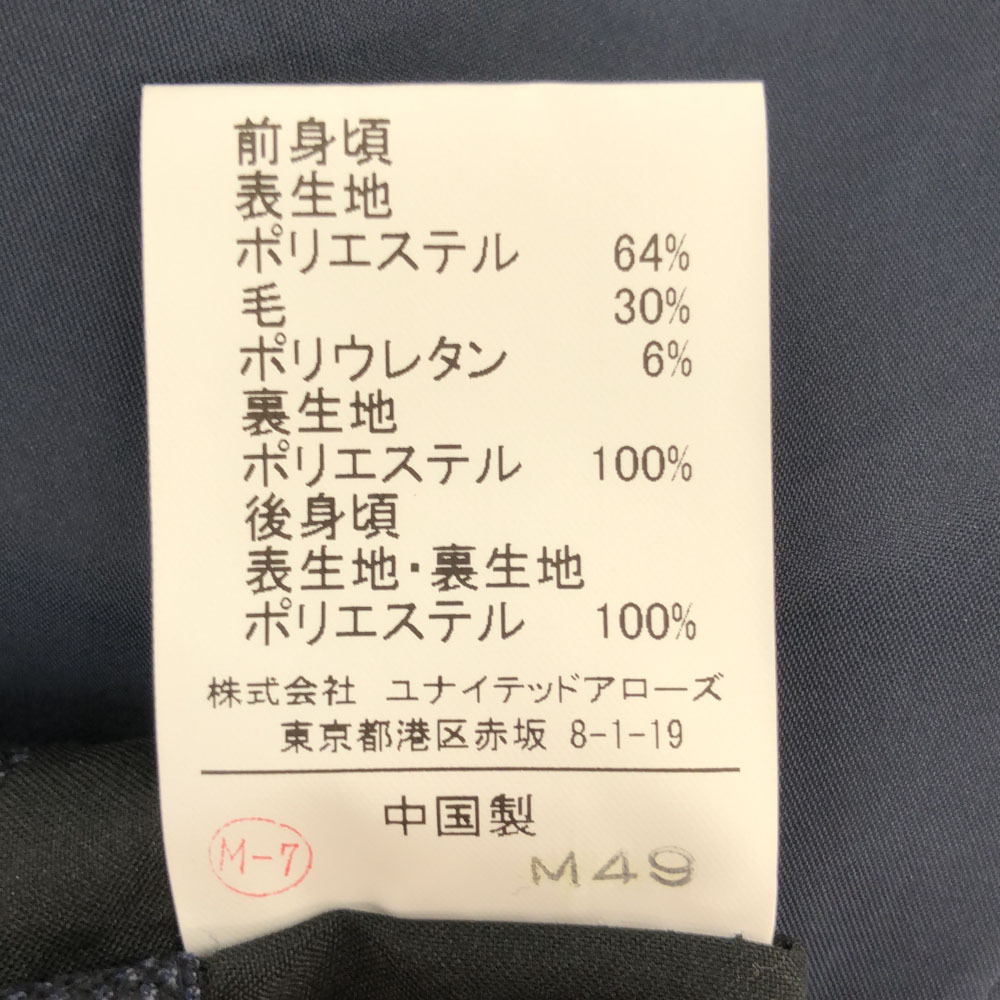 前身頃
表生地
ポリエステル 64%
毛 30%
ポリウレタン 6%
裏生地
ポリエステル 100%
後身頃
表生地・裏生地
ポリエステル 100%
株式会社 ユナイテッドアローズ
東京都港区赤坂 8-1-19
中国製
M-7
M49